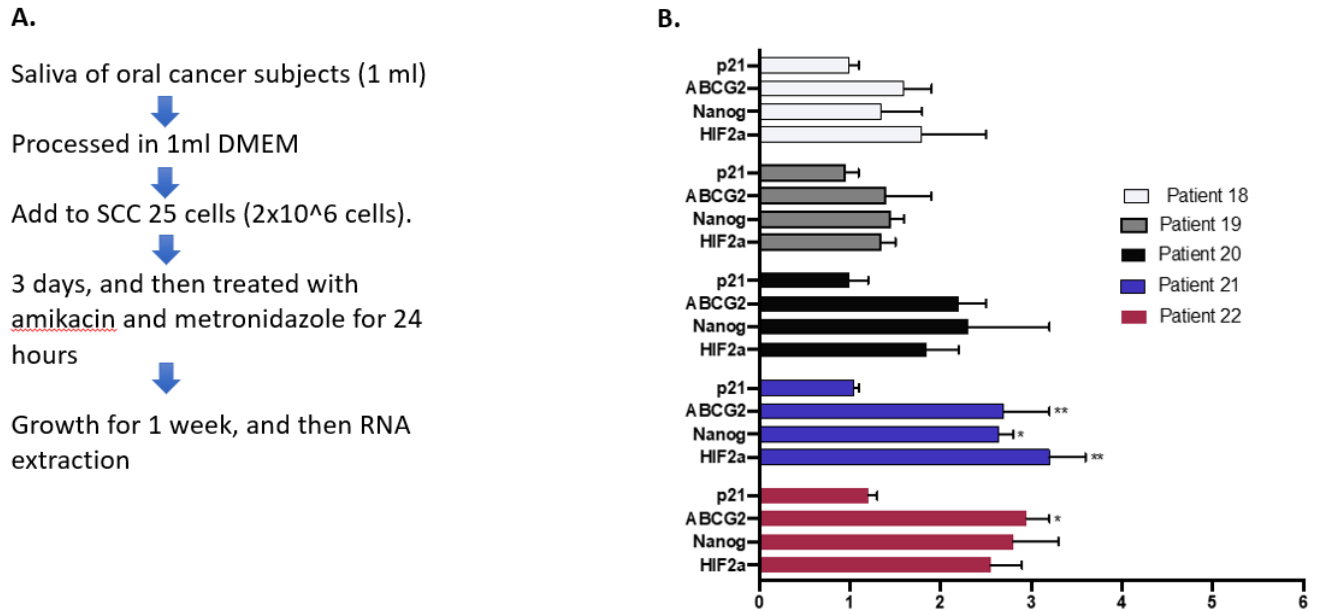 A.
Saliva of oral cancer subjects (1 ml)
Processed in 1ml DMEM
Add to SCC 25 cells (2x10^6 cells).
3 days, and then treated with
amikacin and metronidazole for 24
hours
Growth for 1 week, and then RNA
extraction
B.
p21
ABCG2
Nanog
HIF2a
p21
ABCG2
Nanog
HIF2a
p21
ABCG2
Nanog
HIF2a
p21
ABCG2 **
Nanog *
HIF2a **
p21
ABCG2 *
Nanog
HIF2a
0 1 2 3 4 5 6
Patient 18
Patient 19
Patient 20
Patient 21
Patient 22